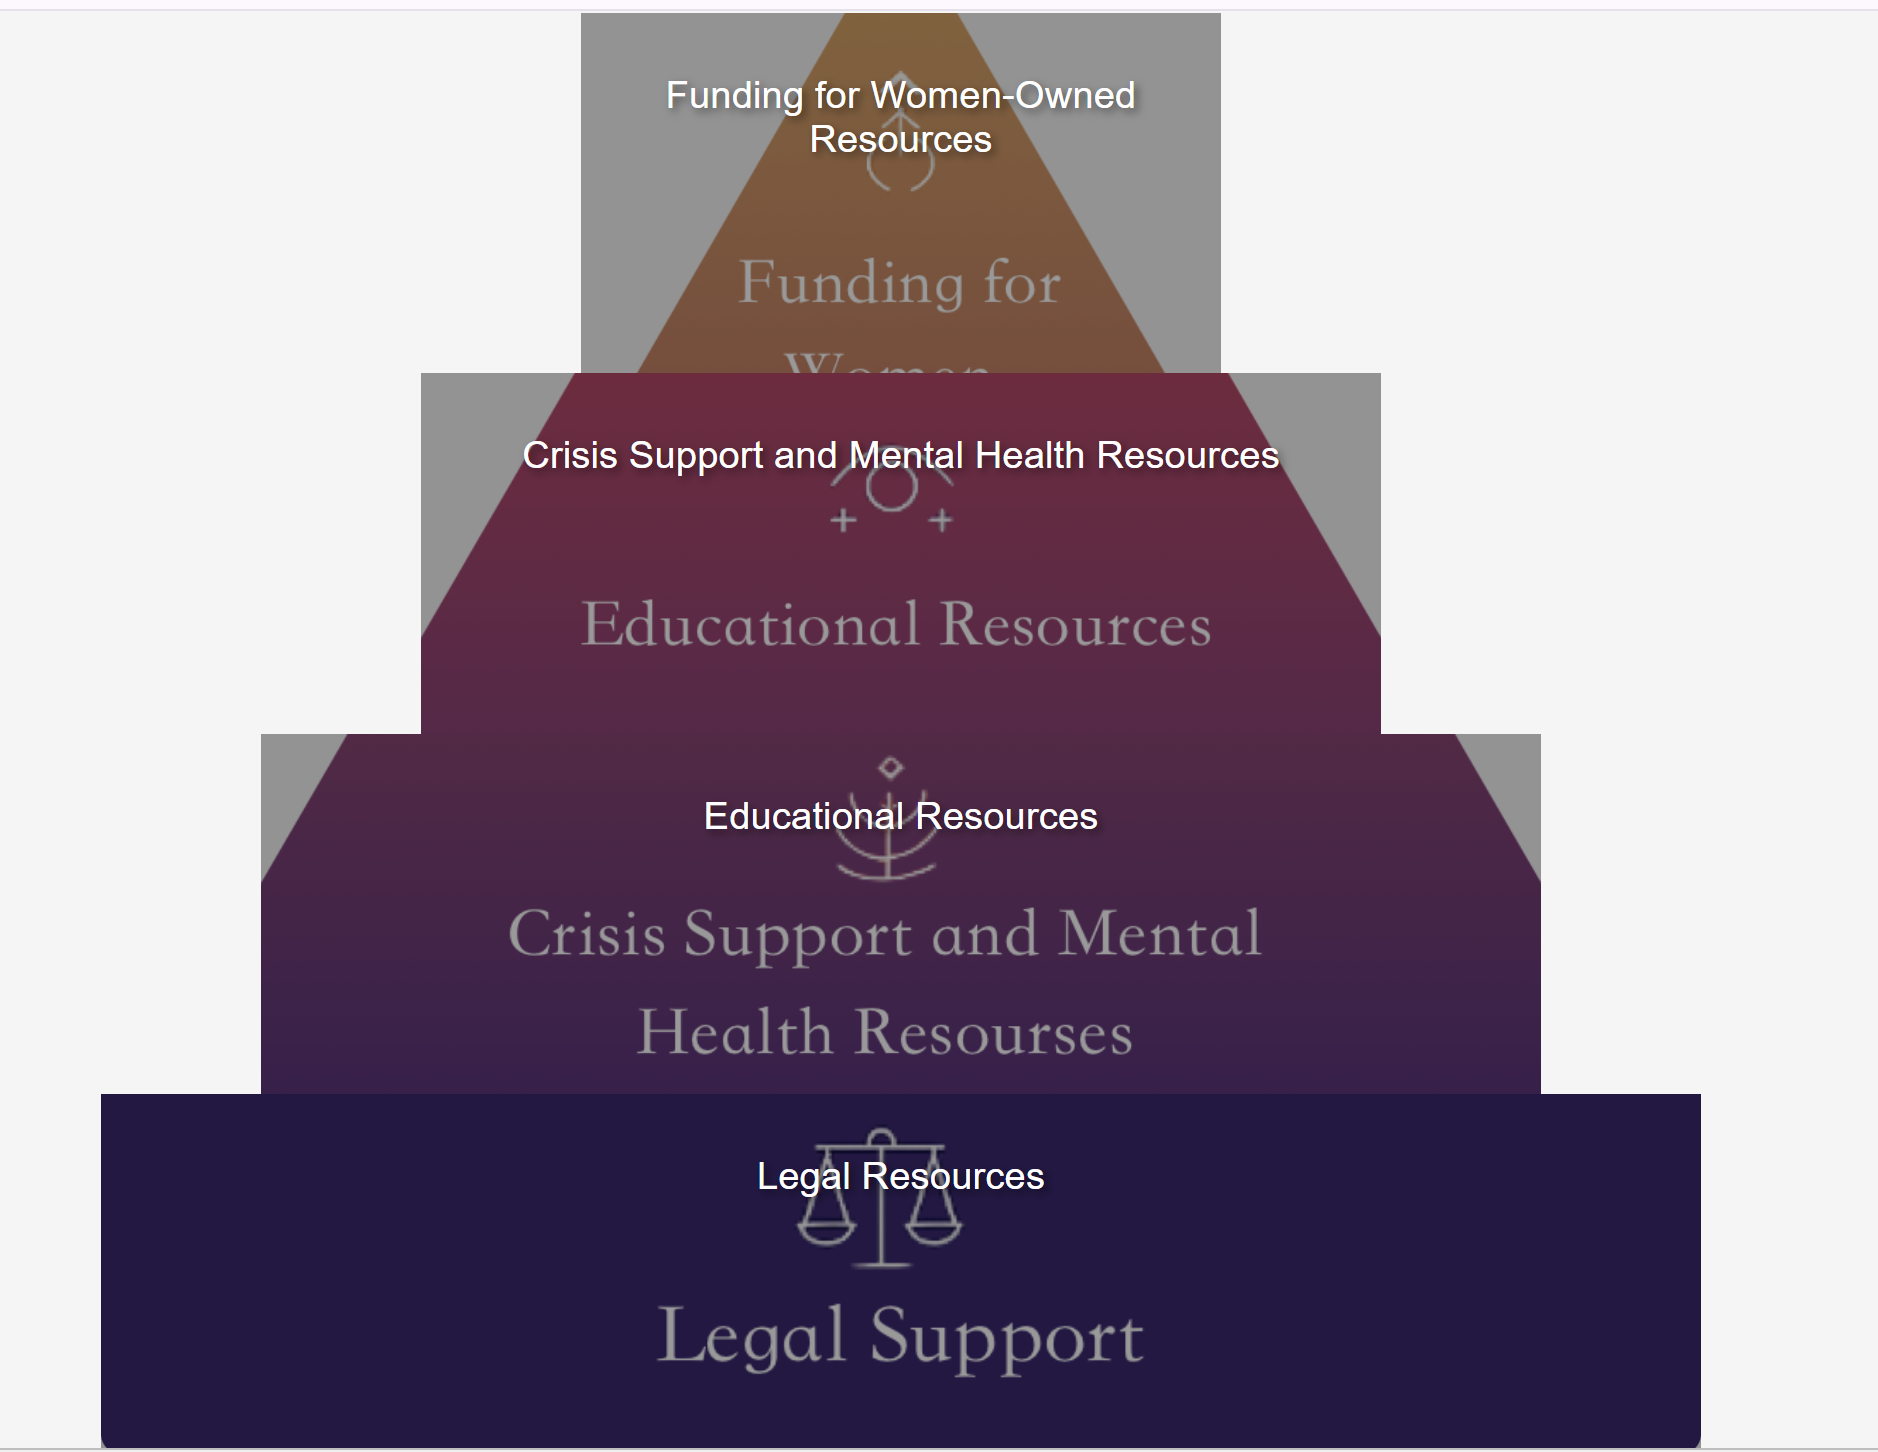 Funding for Women-Owned
Resources
Funding for
Women
Crisis Support and Mental Health Resources
Educational Resources
Educational Resources
Crisis Support and Mental
Health Resourses
Legal Resources
Legal Support